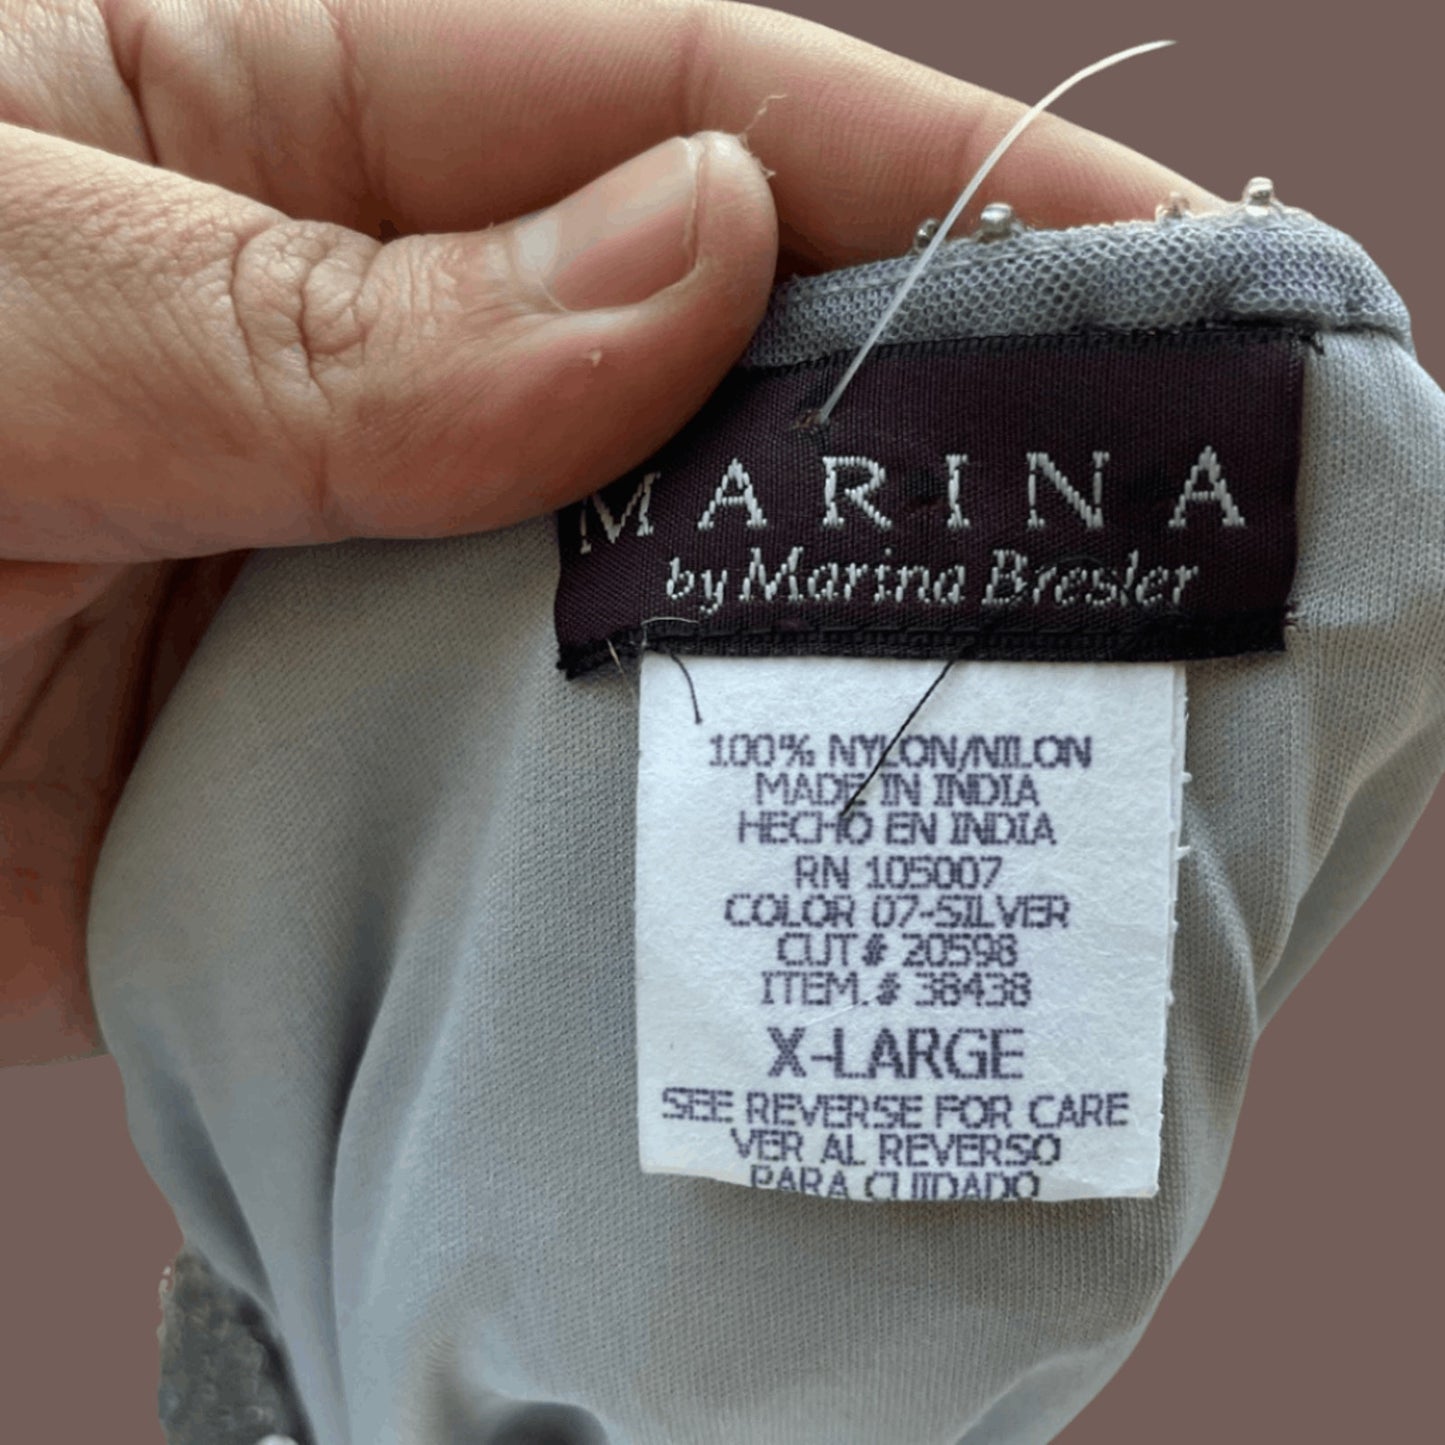 MARINA
by Marina Bresler
100% NYLON/NILON
MADE IN INDIA
HECHO EN INDIA
RN 105007
COLOR 07-SILVER
CUT# 20598
ITEM.# 38438
X-LARGE
SEE REVERSE FOR CARE
VER AL REVERSO
PARA CUIDADO